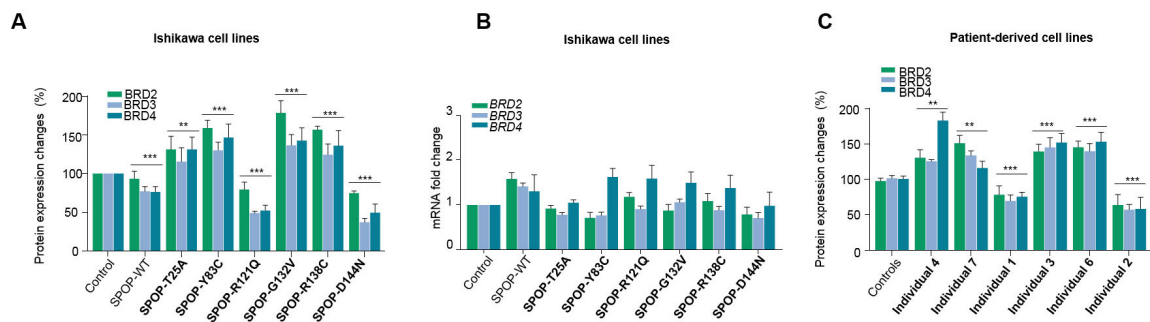 A
Ishikawa cell lines
Protein expression changes (%)
BRD2
BRD3
BRD4
200
150
100
50
0
***
**
***
***
***
***
***
Control
SPOP-WT
SPOP-T25A
SPOP-Y83C
SPOP-R121Q
SPOP-G132V
SPOP-R138C
SPOP-D144N
B
Ishikawa cell lines
mRNA fold change
BRD2
BRD3
BRD4
3
2
1
0
Control
SPOP-WT
SPOP-T25A
SPOP-Y83C
SPOP-R121Q
SPOP-G132V
SPOP-R138C
SPOP-D144N
C
Patient-derived cell lines
Protein expression changes (%)
BRD2
BRD3
BRD4
200
150
100
50
0
**
**
***
***
***
***
Controls
Individual 4
Individual 7
Individual 1
Individual 3
Individual 6
Individual 2